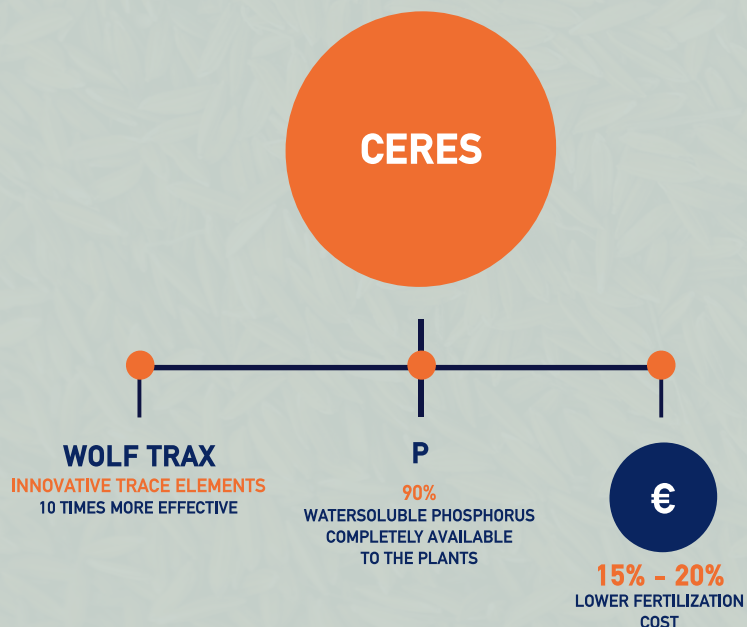 CERES
WOLF TRAX
INNOVATIVE TRACE ELEMENTS
10 TIMES MORE EFFECTIVE
P
90%
WATERSOLUBLE PHOSPHORUS
COMPLETELY AVAILABLE
TO THE PLANTS
€
15% - 20%
LOWER FERTILIZATION
COST